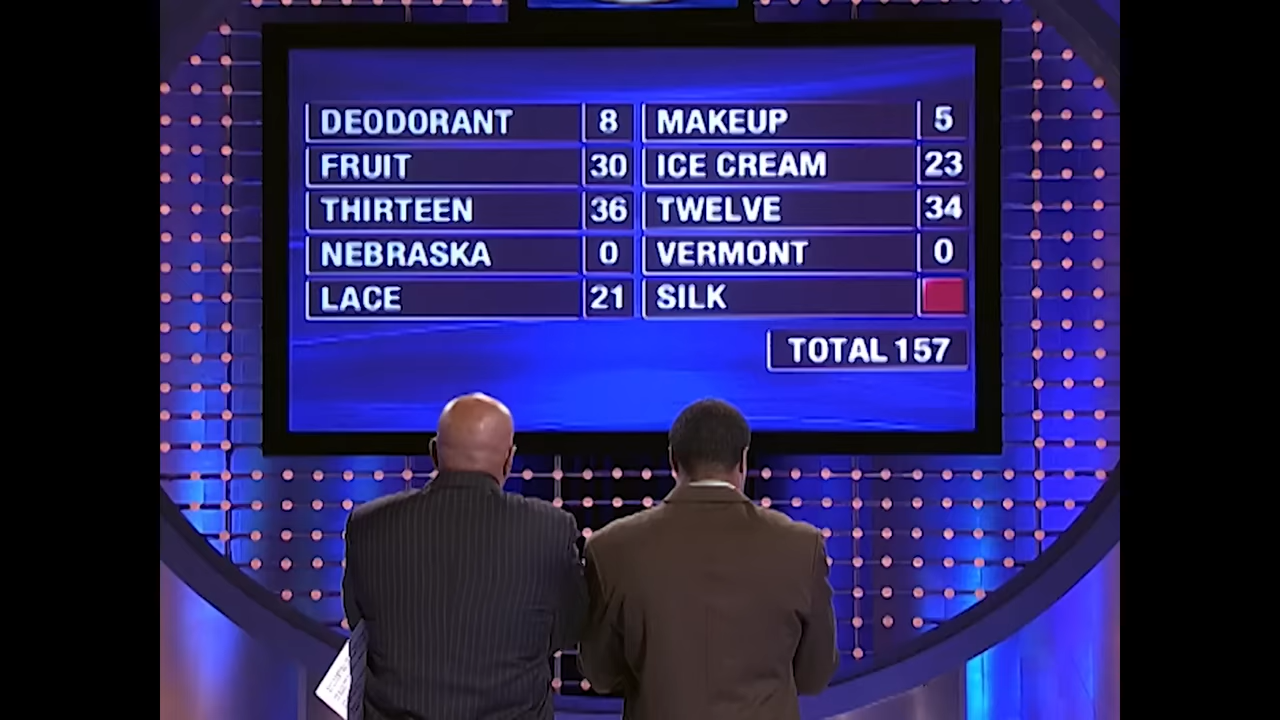 DEODORANT 8 MAKEUP 5
FRUIT 30 ICE CREAM 23
THIRTEEN 36 TWELVE 34
NEBRASKA 0 VERMONT 0
LACE 21 SILK
TOTAL 157